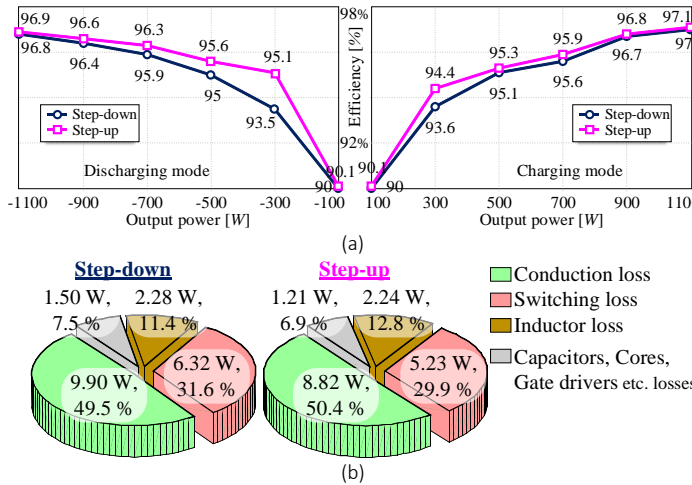 96.9
96.6
96.3
95.6
95.1
96.8
96.4
95.9
95
93.5
90.1
90
Step-down
Step-up
Discharging mode
-1100 -900 -700 -500 -300 -100
Output power [W]
98%
Efficiency [%]
92%
97.1
96.8
95.9
95.3
94.4
97
96.7
95.6
95.1
93.6
90.1
90
Step-down
Step-up
Charging mode
100 300 500 700 900 1100
Output power [W]
(a)
Step-down
1.50 W,
7.5 %
2.28 W,
11.4 %
6.32 W,
31.6 %
9.90 W,
49.5 %
Step-up
1.21 W,
6.9 %
2.24 W,
12.8 %
5.23 W,
29.9 %
8.82 W,
50.4 %
Conduction loss
Switching loss
Inductor loss
Capacitors, Cores,
Gate drivers etc. losses
(b)